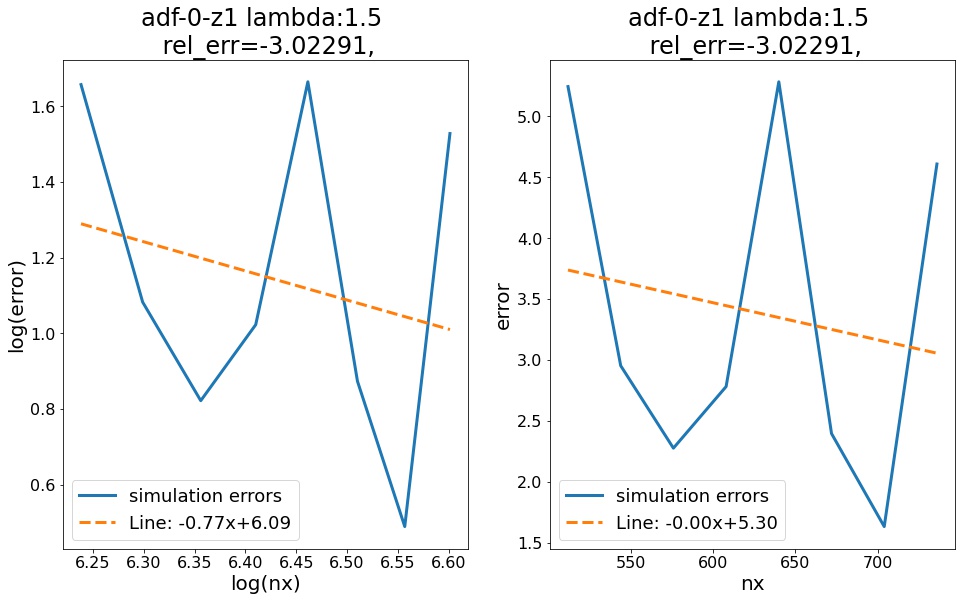 adf-0-z1 lambda:1.5
rel_err=-3.02291,
1.6
1.4
1.2
1.0
0.8
0.6
log(error)
simulation errors
Line: -0.77x+6.09
6.25 6.30 6.35 6.40 6.45 6.50 6.55 6.60
log(nx)
adf-0-z1 lambda:1.5
rel_err=-3.02291,
5.0
4.5
4.0
3.5
3.0
2.5
2.0
1.5
error
simulation errors
Line: -0.00x+5.30
550 600 650 700
nx